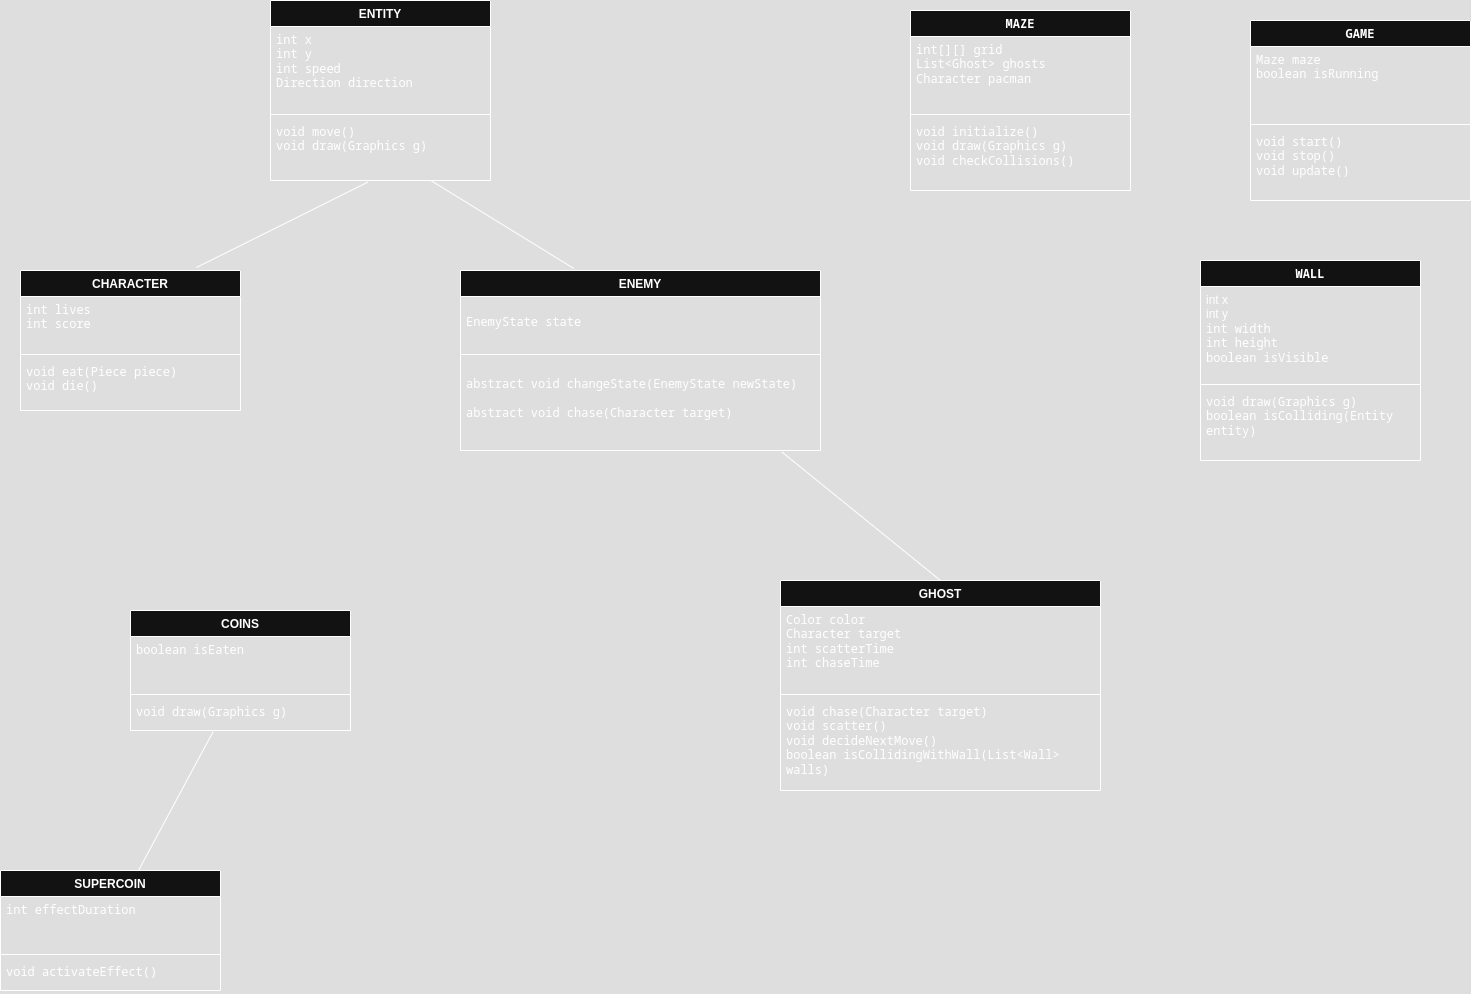 ENTITY
int x
int y
int speed
Direction direction
void move()
void draw(Graphics g)
MAZE
int[][] grid
List<Ghost> ghosts
Character pacman
void initialize()
void draw(Graphics g)
void checkCollisions()
GAME
Maze maze
boolean isRunning
void start()
void stop()
void update()
CHARACTER
int lives
int score
void eat(Piece piece)
void die()
ENEMY
EnemyState state
abstract void changeState(EnemyState newState)
abstract void chase(Character target)
WALL
int x
int y
int width
int height
boolean isVisible
void draw(Graphics g)
boolean isColliding(Entity
entity)
COINS
boolean isEaten
void draw(Graphics g)
GHOST
Color color
Character target
int scatterTime
int chaseTime
void chase(Character target)
void scatter()
void decideNextMove()
boolean isCollidingWithWall(List<Wall>
walls)
SUPERCOIN
int effectDuration
void activateEffect()